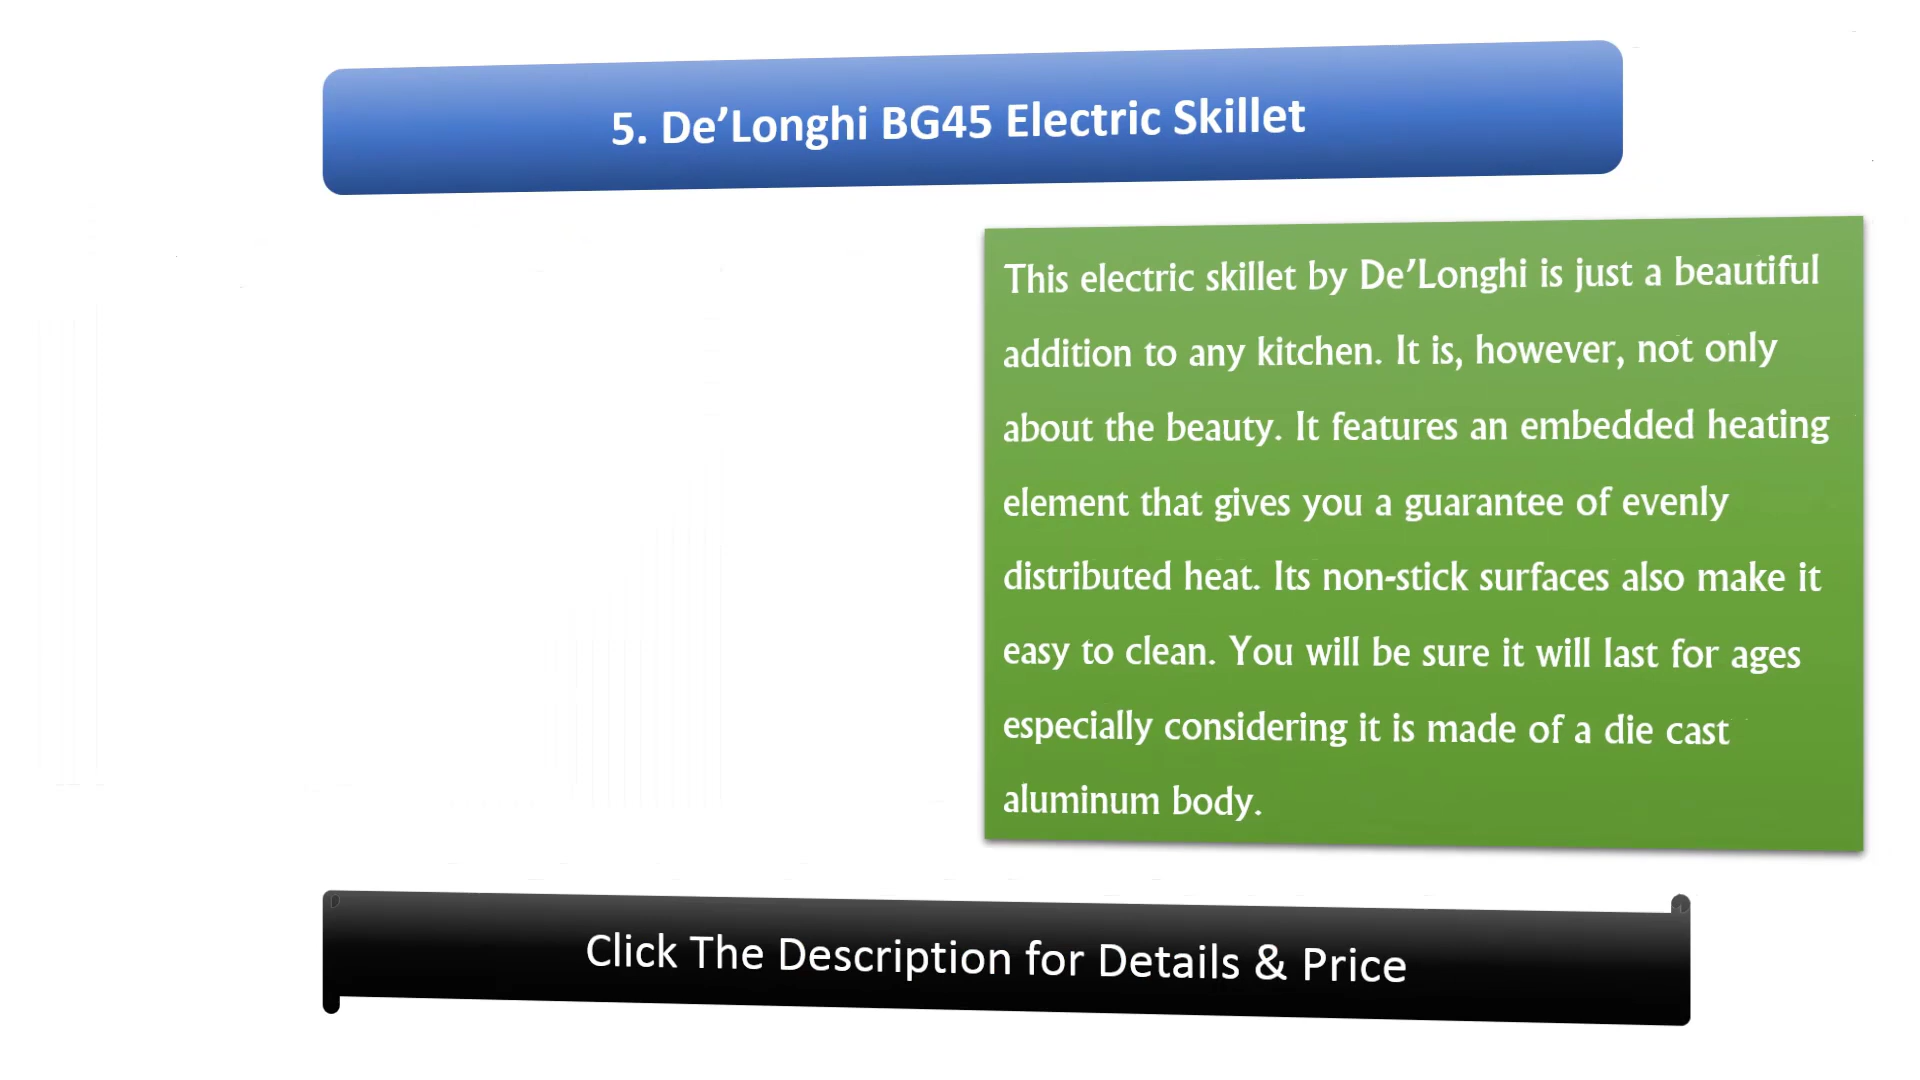 5. De’Longhi BG45 Electric Skillet
This electric skillet by De’Longhi is just a beautiful
addition to any kitchen. It is, however, not only
about the beauty. It features an embedded heating
element that gives you a guarantee of evenly
distributed heat. Its non-stick surfaces also make it
easy to clean. You will be sure it will last for ages
especially considering it is made of a die cast
aluminum body.
Click The Description for Details & Price